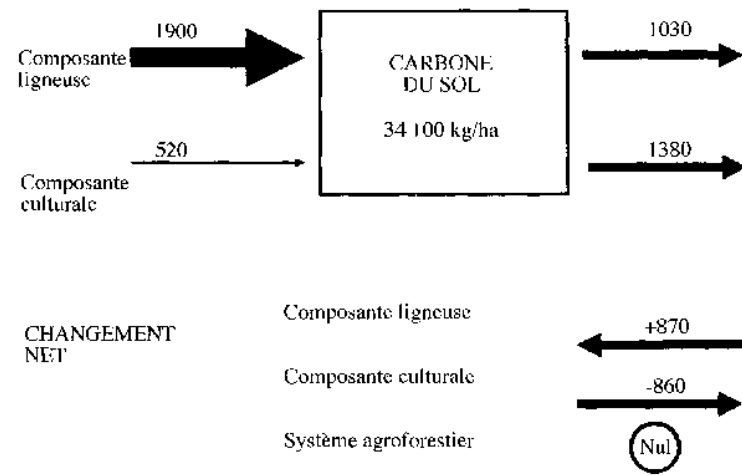 1900
Composante
ligneuse
CARBONE
DU SOL
34 100 kg/ha
1030
520
Composante
culturale
1380
CHANGEMENT
NET
Composante ligneuse
+870
Composante culturale
-860
Système agroforestier
Nul